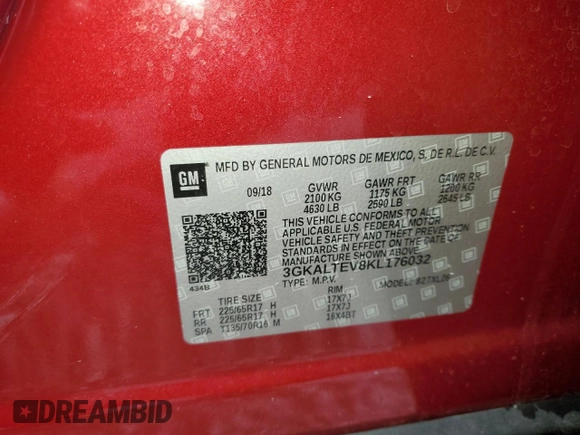 GM
MFD BY GENERAL MOTORS DE MEXICO, S. DE R.L. DE C.V.
09/18 GVWR GAWR FRT GAWR RR
2100 KG 1175 KG 1200 KG
4630 LB 2590 LB 2645 LB
THIS VEHICLE CONFORMS TO ALL
APPLICABLE U.S. FEDERAL MOTOR
VEHICLE SAFETY AND THEFT PREVENTION
STANDARDS IN EFFECT ON THE DATE OF
MANUFACTURE SHOWN ABOVE.
3GKALTEV8KL176032
434B TYPE: M.P.V. MODEL:
TIRE SIZE RIM
FRT 225/65R17 H 17X7J
RR 225/65R17 H 17X7J
SPA T135/70R16 M 16X4BT
DREAMBID